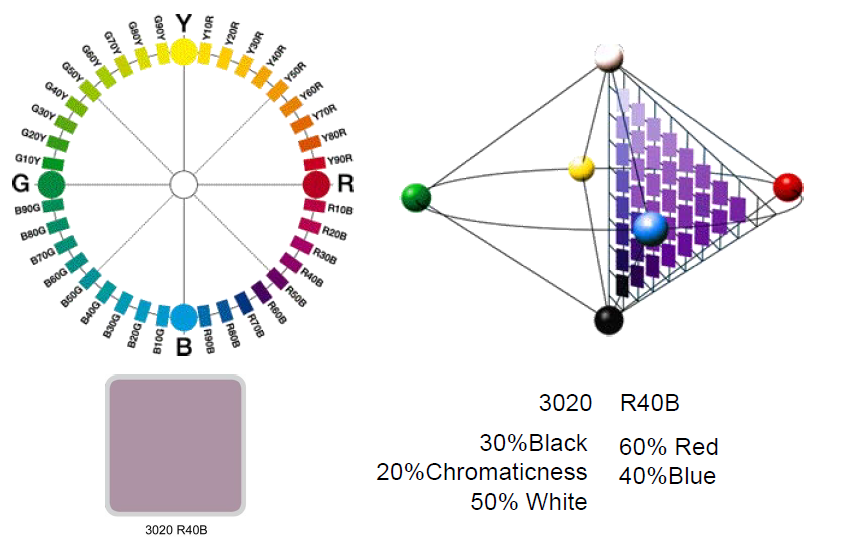 Y
Y10R
Y20R
Y30R
Y40R
Y50R
Y60R
Y70R
Y80R
Y90R
R
R10B
R20B
R30B
R40B
R50B
R60B
R70B
R80B
R90B
B
B10G
B20G
B30G
B40G
B50G
B60G
B70G
B80G
B90G
G
G10Y
G20Y
G30Y
G40Y
G50Y
G60Y
G70Y
G80Y
G90Y
3020 R40B
3020 R40B
30%Black
20%Chromaticness
50% White
60% Red
40%Blue